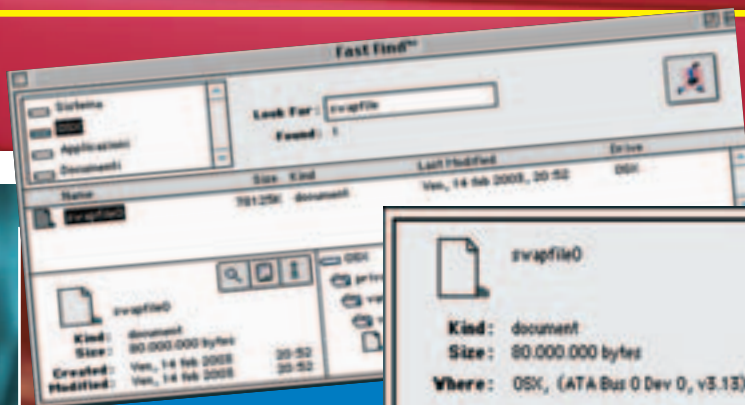 Fast Find™
Sistema
OSX
Applicazioni
Documenti
Look For: swapfile
Found: 1
Name Size Kind Last Modified Drive
swapfile0 78125K document Ven, 14 feb 2003, 20:52 OSX
swapfile0
Kind: document
Size: 80.000.000 bytes
Created: Ven, 14 feb 2003 20:52
Modified: Ven, 14 feb 2003 20:52
OSX
swapfile0
Kind: document
Size: 80.000.000 bytes
Where: OSX, (ATA Bus 0 Dev 0, v3.13)